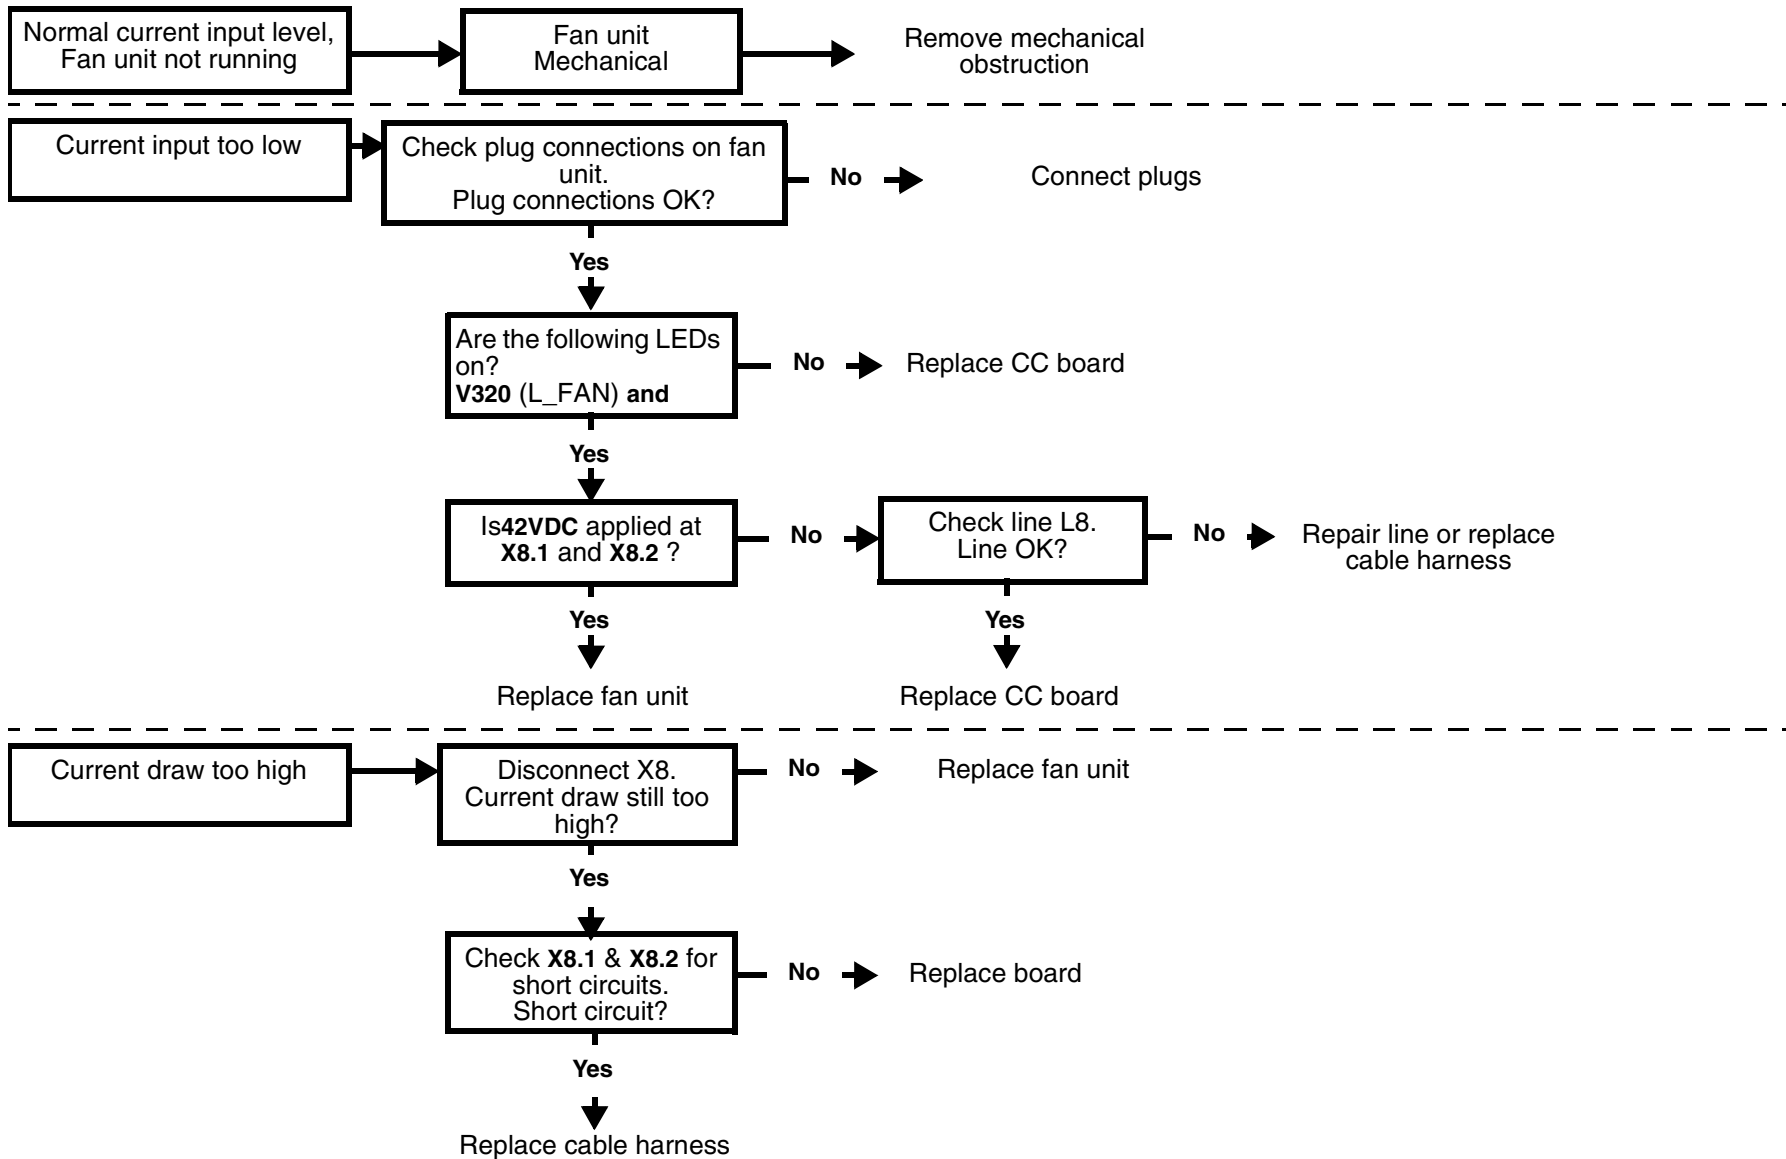 Normal current input level,
Fan unit not running
Fan unit
Mechanical
Remove mechanical
obstruction
Current input too low
Check plug connections on fan
unit.
Plug connections OK?
No
Connect plugs
Yes
Are the following LEDs
on?
V320 (L_FAN) and
No
Replace CC board
Yes
Is42VDC applied at
X8.1 and X8.2 ?
No
Check line L8.
Line OK?
No
Repair line or replace
cable harness
Yes
Yes
Replace fan unit
Replace CC board
Current draw too high
Disconnect X8.
Current draw still too
high?
No
Replace fan unit
Yes
Check X8.1 & X8.2 for
short circuits.
Short circuit?
No
Replace board
Yes
Replace cable harness